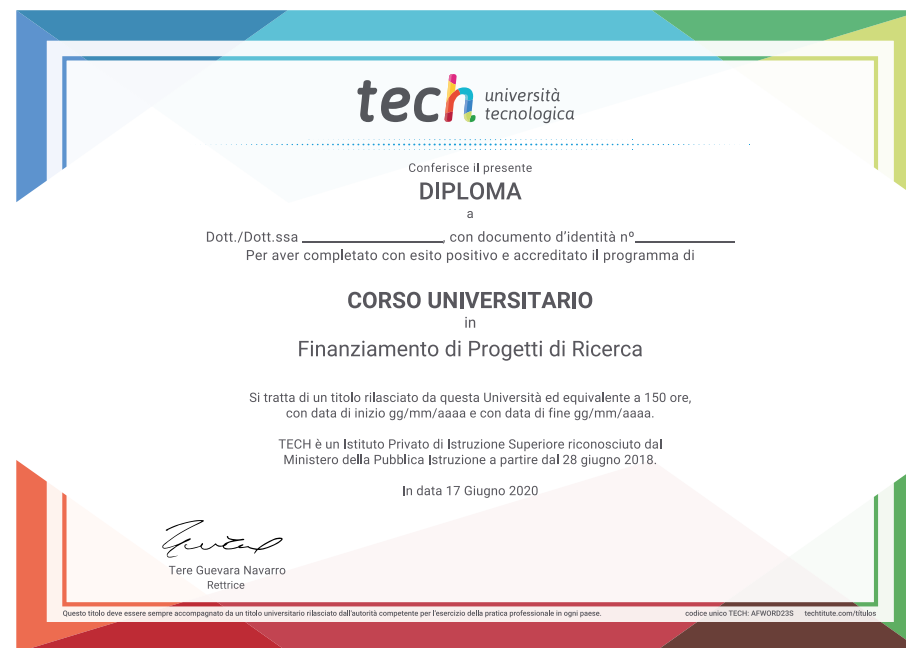 tech università
tecnologica
Conferisce il presente
DIPLOMA
a
Dott./Dott.ssa ________________, con documento d'identità nº____________
Per aver completato con esito positivo e accreditato il programma di
CORSO UNIVERSITARIO
in
Finanziamento di Progetti di Ricerca
Si tratta di un titolo rilasciato da questa Università ed equivalente a 150 ore,
con data di inizio gg/mm/aaaa e con data di fine gg/mm/aaaa.
TECH è un Istituto Privato di Istruzione Superiore riconosciuto dal
Ministero della Pubblica Istruzione a partire dal 28 giugno 2018.
In data 17 Giugno 2020
Tere Guevara Navarro
Rettrice
Questo titolo deve essere sempre accompagnato da un titolo universitario rilasciato dall'autorità competente per l'esercizio della pratica professionale in ogni paese. codice unico TECH: AFWORD23S techtitute.com/títulos